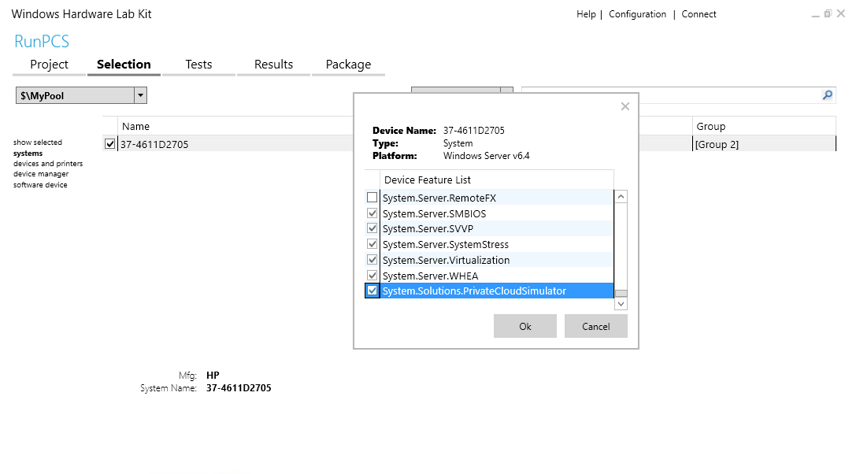 Windows Hardware Lab Kit
Help | Configuration | Connect
RunPCS
Project Selection Tests Results Package
$\MyPool
Name
Group
show selected
systems
devices and printers
device manager
software device
37-4611D2705
[Group 2]
Device Name: 37-4611D2705
Type: System
Platform: Windows Server v6.4
Device Feature List
System.Server.RemoteFX
System.Server.SMBIOS
System.Server.SVVP
System.Server.SystemStress
System.Server.Virtualization
System.Server.WHEA
System.Solutions.PrivateCloudSimulator
Ok Cancel
Mfg: HP
System Name: 37-4611D2705